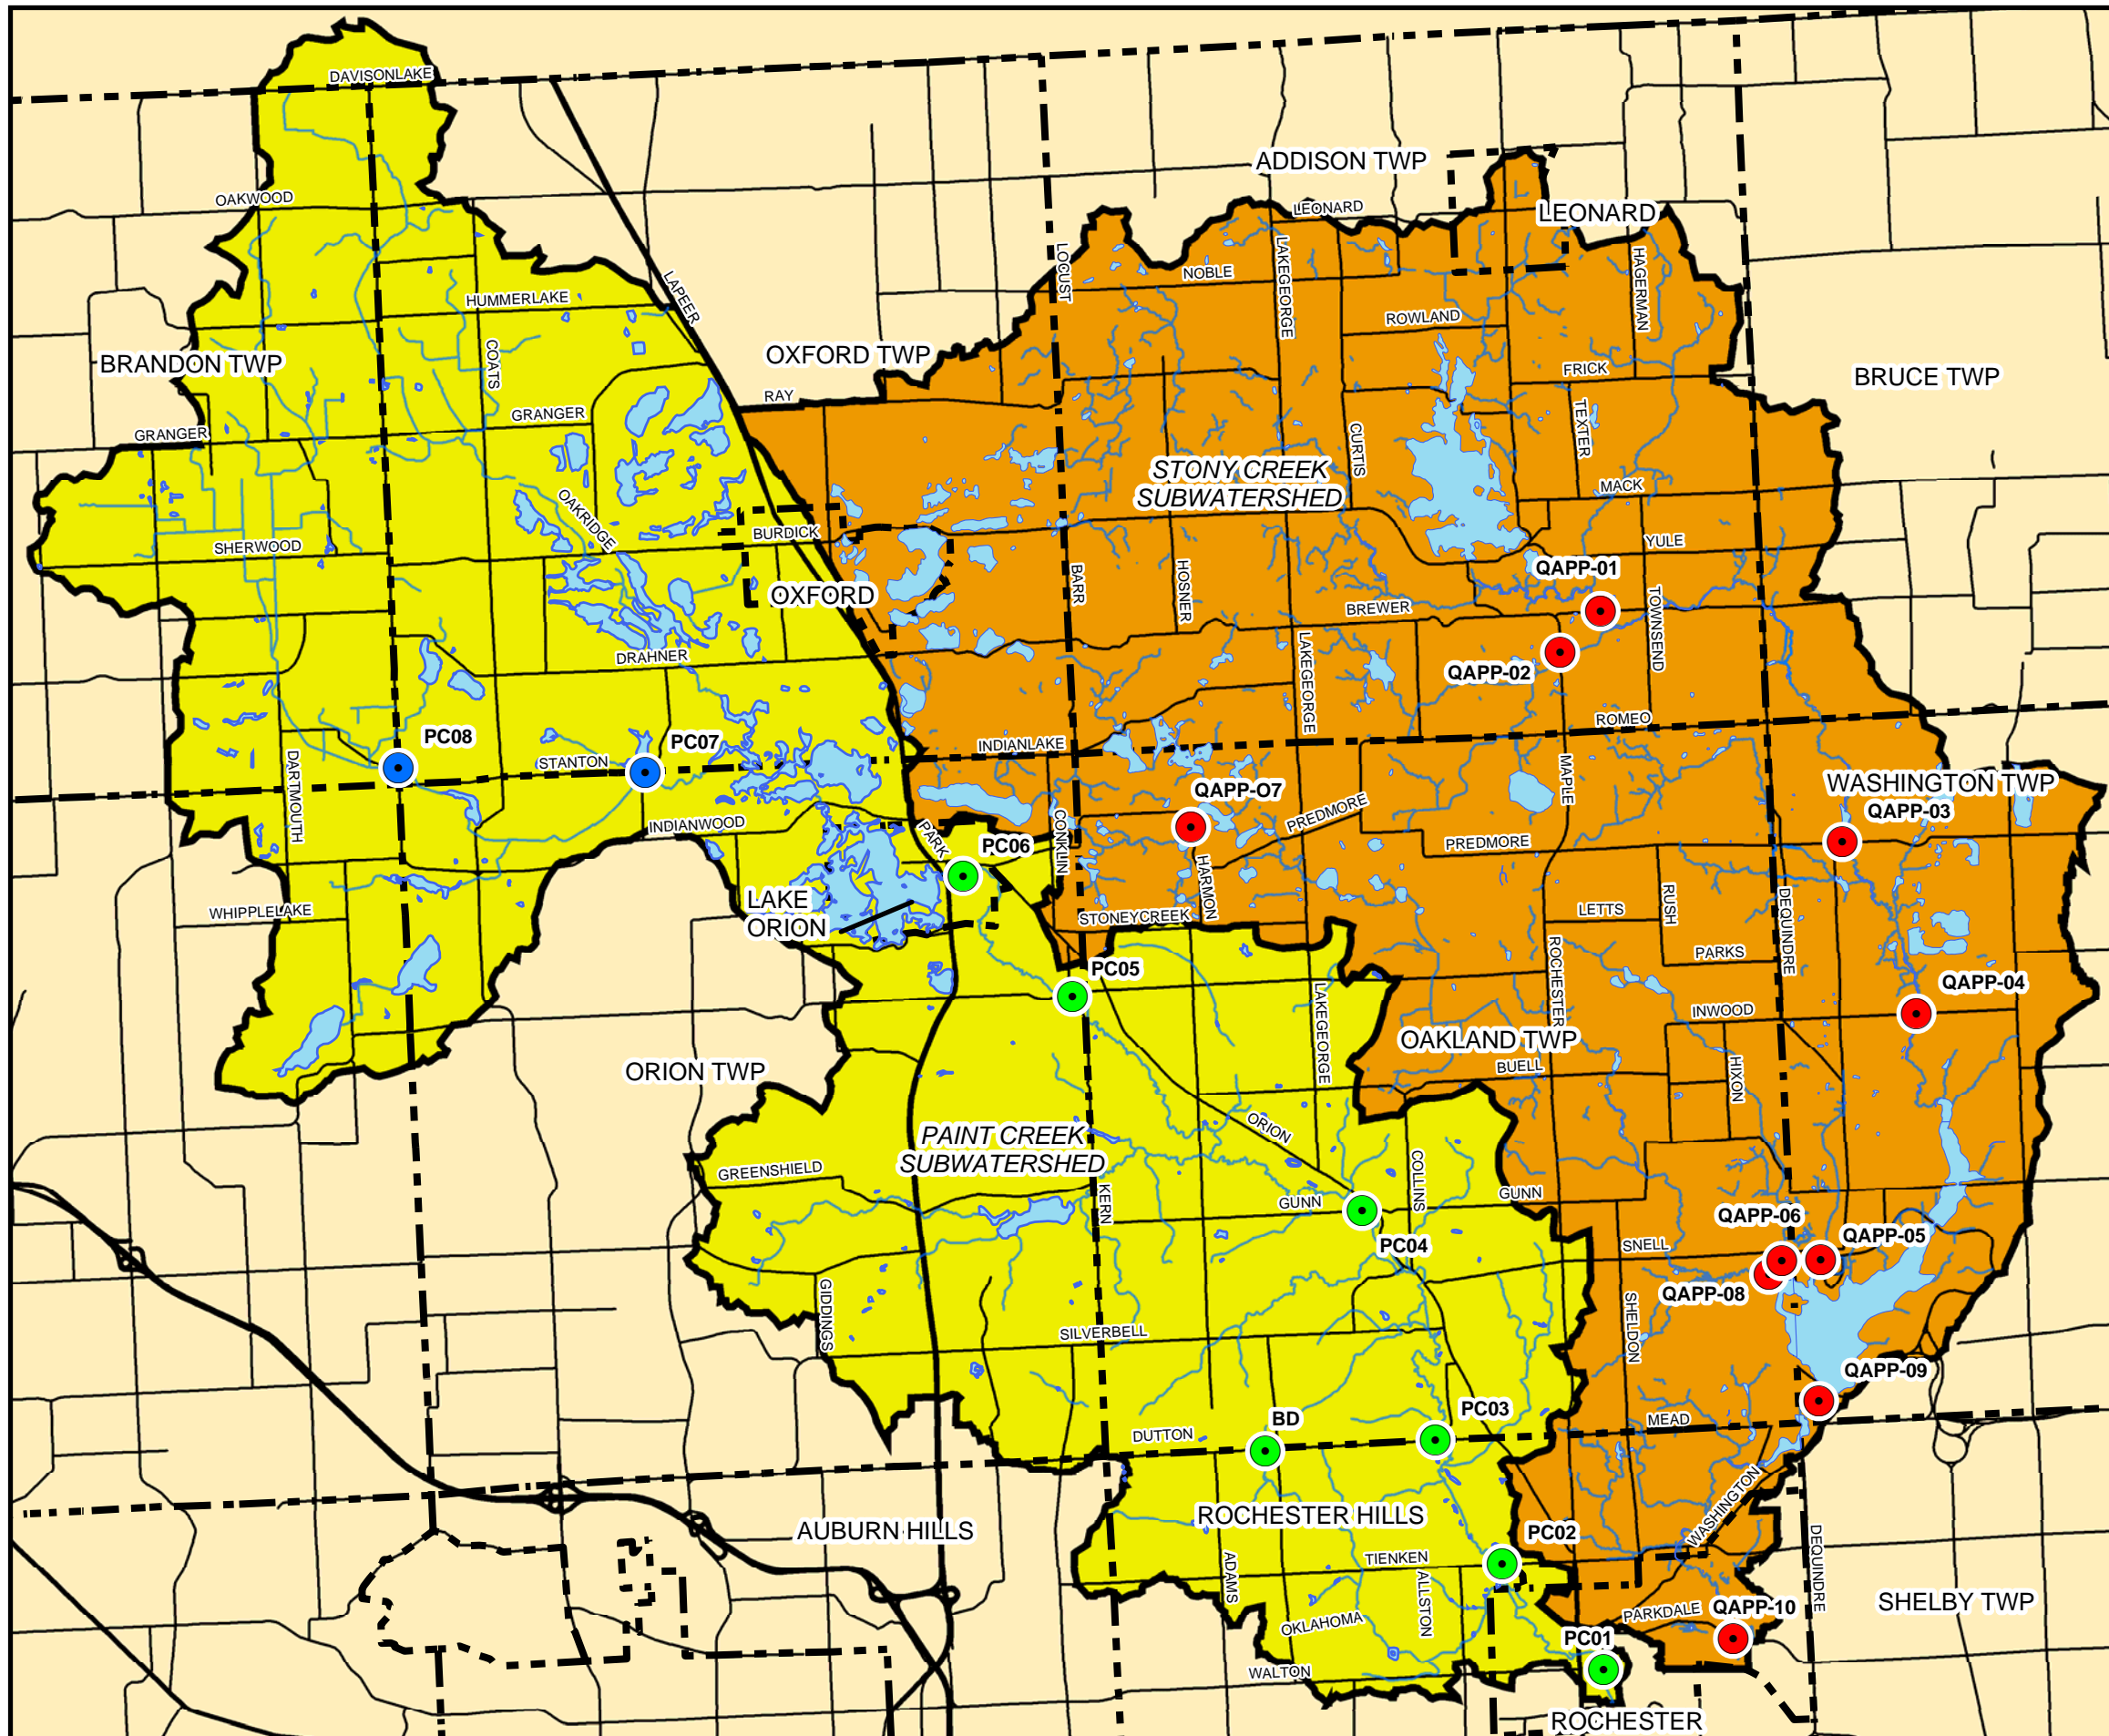 DAVISONLAKE
ADDISON TWP
OAKWOOD
LEONARD
LEONARD
LOCUST
LAKEGEORGE
HAGERMAN
NOBLE
LAPEER
HUMMERLAKE
ROWLAND
COATS
OXFORD TWP
BRANDON TWP
FRICK
BRUCE TWP
RAY
GRANGER
TEXTER
GRANGER
CURTIS
STONY CREEK
SUBWATERSHED
MACK
OAKRIDGE
BURDICK
SHERWOOD
YULE
BARR
HOSNER
QAPP-01
OXFORD
BREWER
TOWNSEND
DRAHNER
LAKEGEORGE
QAPP-02
ROMEO
PC08
PC07
INDIANLAKE
STANTON
DARTMOUTH
MAPLE
WASHINGTON TWP
QAPP-O7
QAPP-03
INDIANWOOD
PARK
CONKLIN
PREDMORE
PREDMORE
PC06
HARMON
LAKE
ORION
WHIPPLELAKE
STONEYCREEK
LETTS
RUSH
DEQUINDRE
PARKS
PC05
ROCHESTER
LAKEGEORGE
QAPP-04
INWOOD
OAKLAND TWP
ORION TWP
BUELL
HIXON
ORION
PAINT CREEK
SUBWATERSHED
GREENSHIELD
COLLINS
KERN
GUNN
GUNN
QAPP-06
PC04
SNELL
QAPP-05
QAPP-08
GIDDINGS
SHELDON
SILVERBELL
QAPP-09
BD
PC03
MEAD
DUTTON
WASHINGTON
ROCHESTER HILLS
AUBURN HILLS
PC02
TIENKEN
ADAMS
ALLSTON
DEQUINDRE
SHELBY TWP
PARKDALE
QAPP-10
OKLAHOMA
PC01
WALTON
ROCHESTER